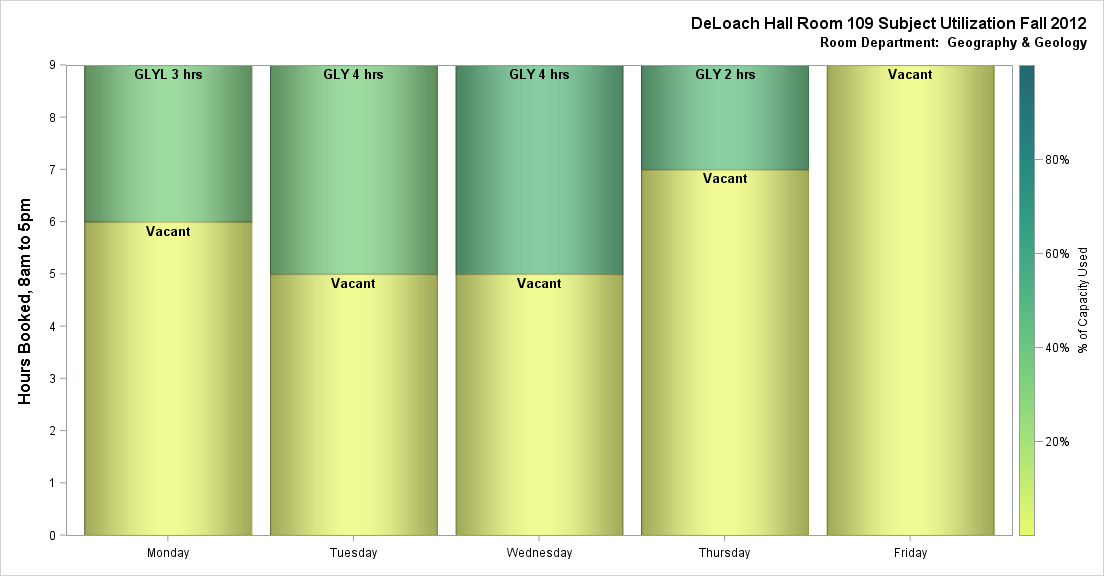 DeLoach Hall Room 109 Subject Utilization Fall 2012
Room Department:  Geography & Geology
Hours Booked, 8am to 5pm
9
8
7
6
5
4
3
2
1
0
GLYL 3 hrs
Vacant
GLY 4 hrs
Vacant
GLY 4 hrs
Vacant
GLY 2 hrs
Vacant
Vacant
Monday
Tuesday
Wednesday
Thursday
Friday
80%
60%
40%
20%
% of Capacity Used